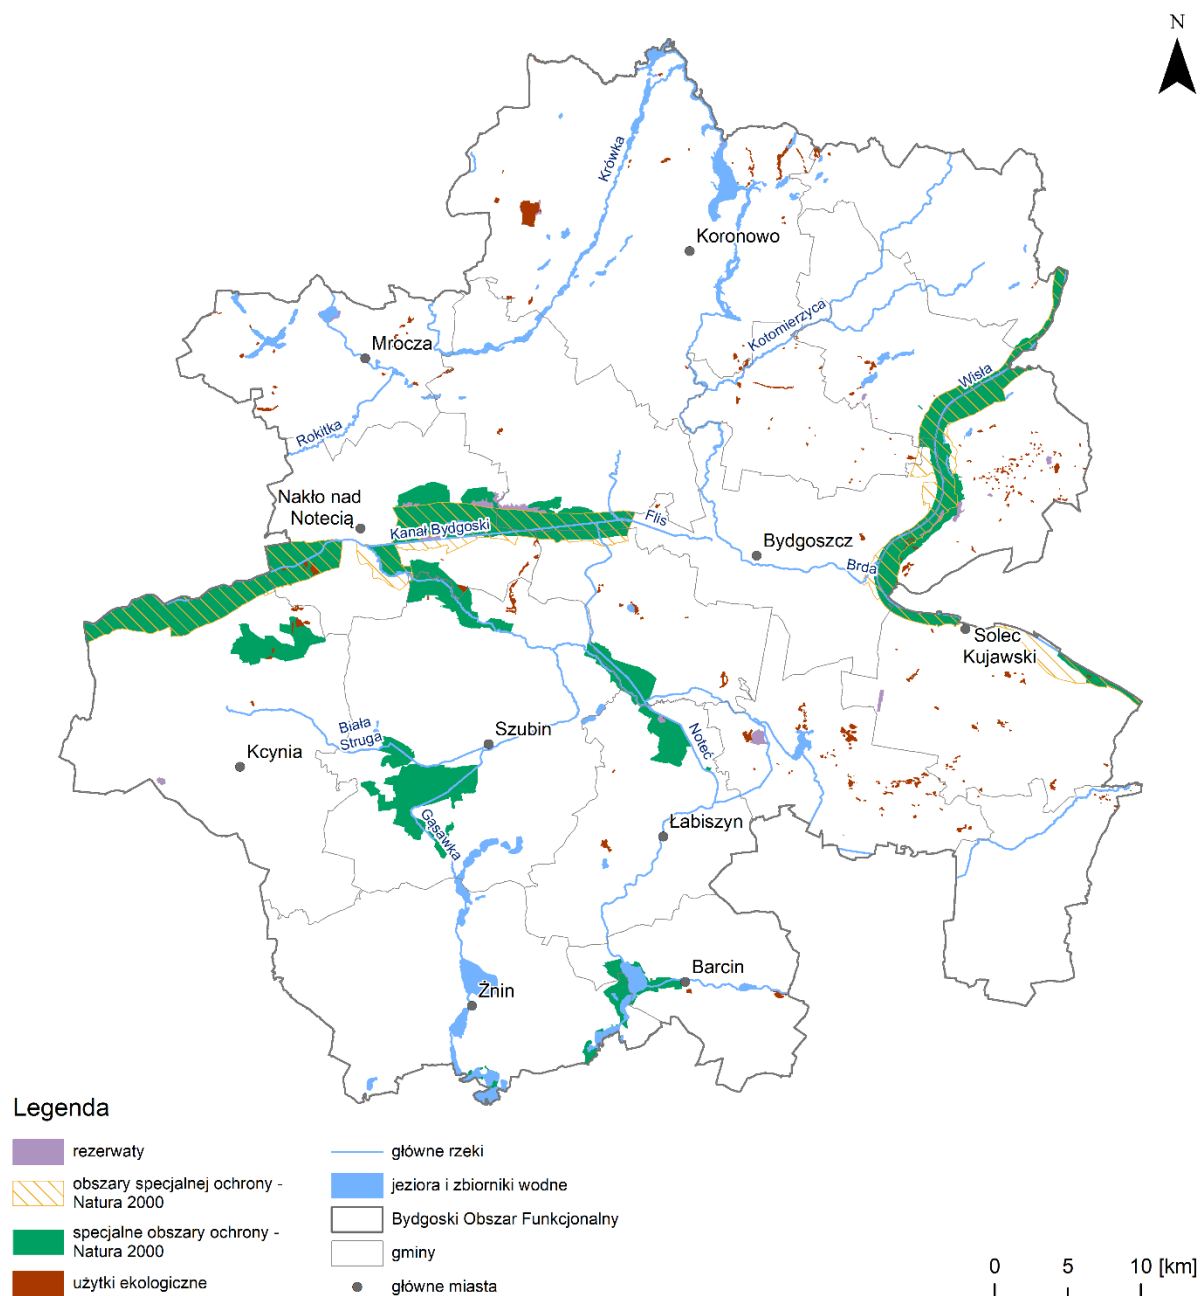 N
Krówka
Koronowo
Kotomierzyca
Mrocza
Wisła
Rokitka
Nakło nad
Notecią
Kanał Bydgoski
Flis
Bydgoszcz
Brda
Solec
Kujawski
Biała
Struga
Szubin
Noteć
Kcynia
Gąsawka
Łabiszyn
Barcin
Żnin
Legenda
rezerwaty
obszary specjalnej ochrony -
Natura 2000
specjalne obszary ochrony -
Natura 2000
użytki ekologiczne
główne rzeki
jeziora i zbiorniki wodne
Bydgoski Obszar Funkcjonalny
gminy
główne miasta
0 5 10 [km]